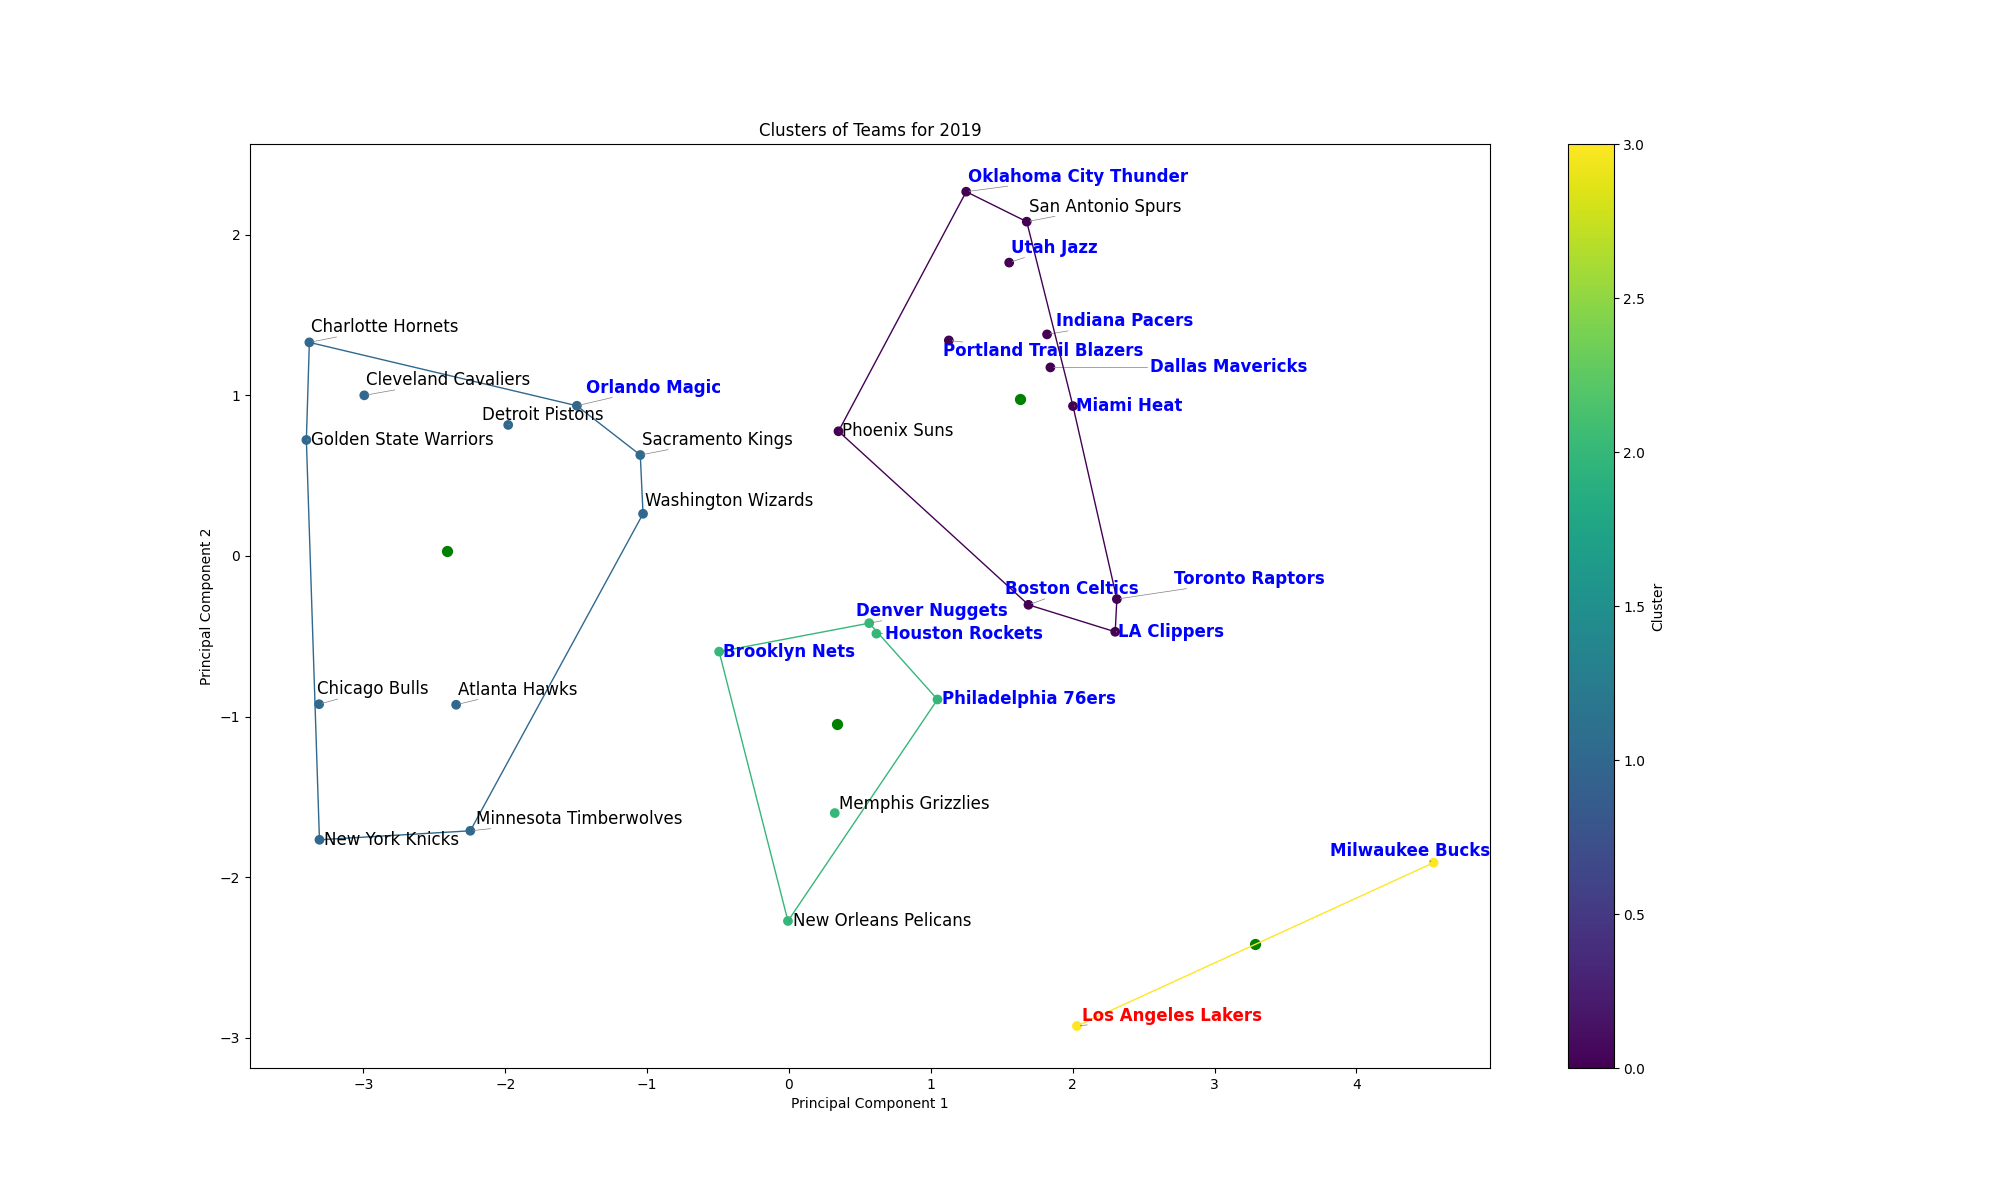 Clusters of Teams for 2019
3.0
Oklahoma City Thunder
San Antonio Spurs
2
Utah Jazz
2.5
Charlotte Hornets
Indiana Pacers
Portland Trail Blazers
Dallas Mavericks
Cleveland Cavaliers
Orlando Magic
1
Miami Heat
Detroit Pistons
Phoenix Suns
Golden State Warriors
Sacramento Kings
2.0
Washington Wizards
0
Toronto Raptors
Boston Celtics
Denver Nuggets
Houston Rockets
LA Clippers
Brooklyn Nets
Principal Component 2
Cluster
1.5
Chicago Bulls
Atlanta Hawks
Philadelphia 76ers
−1
1.0
Memphis Grizzlies
Minnesota Timberwolves
New York Knicks
Milwaukee Bucks
−2
0.5
New Orleans Pelicans
Los Angeles Lakers
−3
0.0
−3 −2 −1 0 1 2 3 4
Principal Component 1